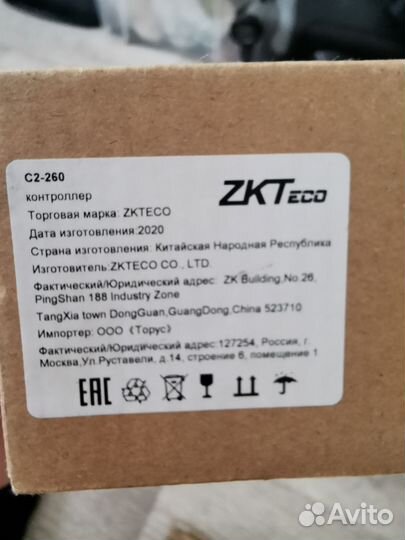 C2-260
ZKTECO
контроллер
Торговая марка: ZKTECO
Дата изготовления:2020
Страна изготовления: Китайская Народная Республика
Изготовитель:ZKTECO CO., LTD.
Фактический/Юридический адрес: ZK Building,No.26,
PingShan 188 Industry Zone
TangXia town DongGuan,GuangDong,China 523710
Импортер: ООО《Торус》
Фактический/Юридический адрес:127254, Россия, г.
Москва,Ул.Руставели, д.14, строение 6, помещение 1
EAC
Avito